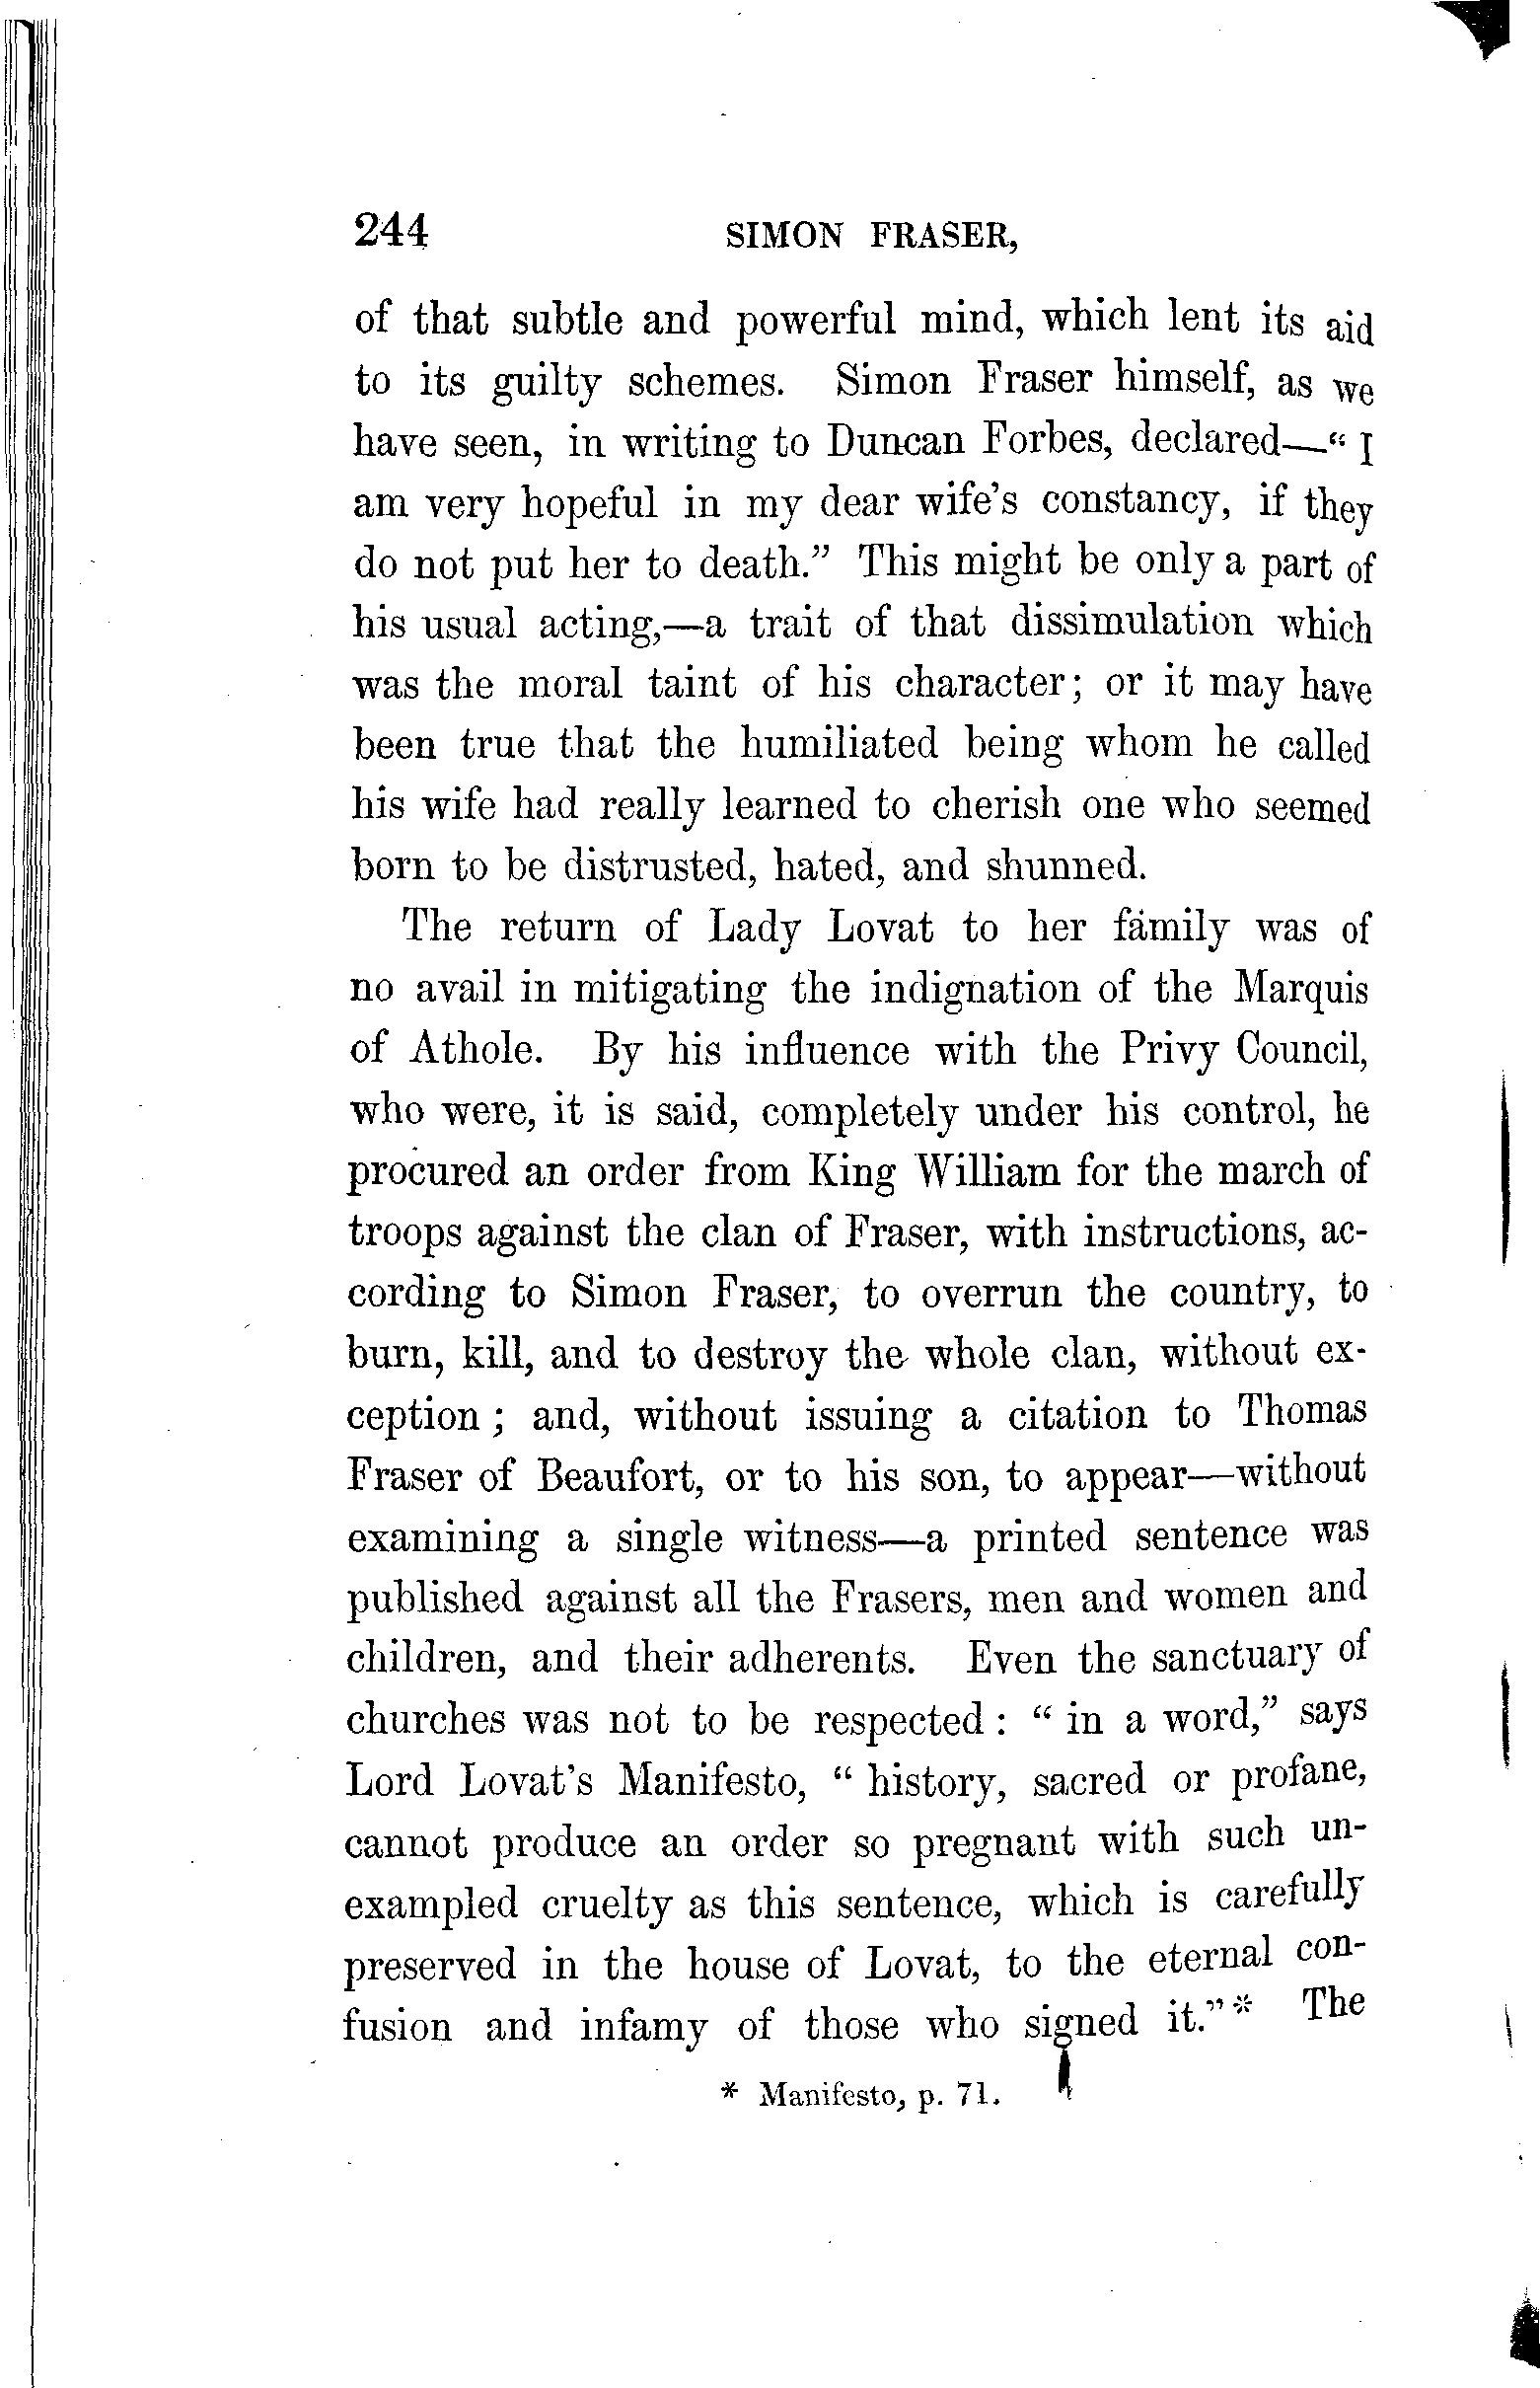 244 SIMON FRASER,
of that subtle and powerful mind, which lent its aid
to its guilty schemes. Simon Fraser himself, as we
have seen, in writing to Duncan Forbes, declared—“ I
am very hopeful in my dear wife's constancy, if they
do not put her to death.” This might be only a part of
his usual acting,—a trait of that dissimulation which
was the moral taint of his character; or it may have
been true that the humiliated being whom he called
his wife had really learned to cherish one who seemed
born to be distrusted, hated, and shunned.
The return of Lady Lovat to her family was of
no avail in mitigating the indignation of the Marquis
of Athole. By his influence with the Privy Council,
who were, it is said, completely under his control, he
procured an order from King William for the march of
troops against the clan of Fraser, with instructions, ac-
cording to Simon Fraser, to overrun the country, to
burn, kill, and to destroy the whole clan, without ex-
ception ; and, without issuing a citation to Thomas
Fraser of Beaufort, or to his son, to appear—without
examining a single witness—a printed sentence was
published against all the Frasers, men and women and
children, and their adherents. Even the sanctuary of
churches was not to be respected : “ in a word,” says
Lord Lovat's Manifesto, “ history, sacred or profane,
cannot produce an order so pregnant with such un-
exampled cruelty as this sentence, which is carefully
preserved in the house of Lovat, to the eternal con-
fusion and infamy of those who signed it.”* The
* Manifesto, p. 71.